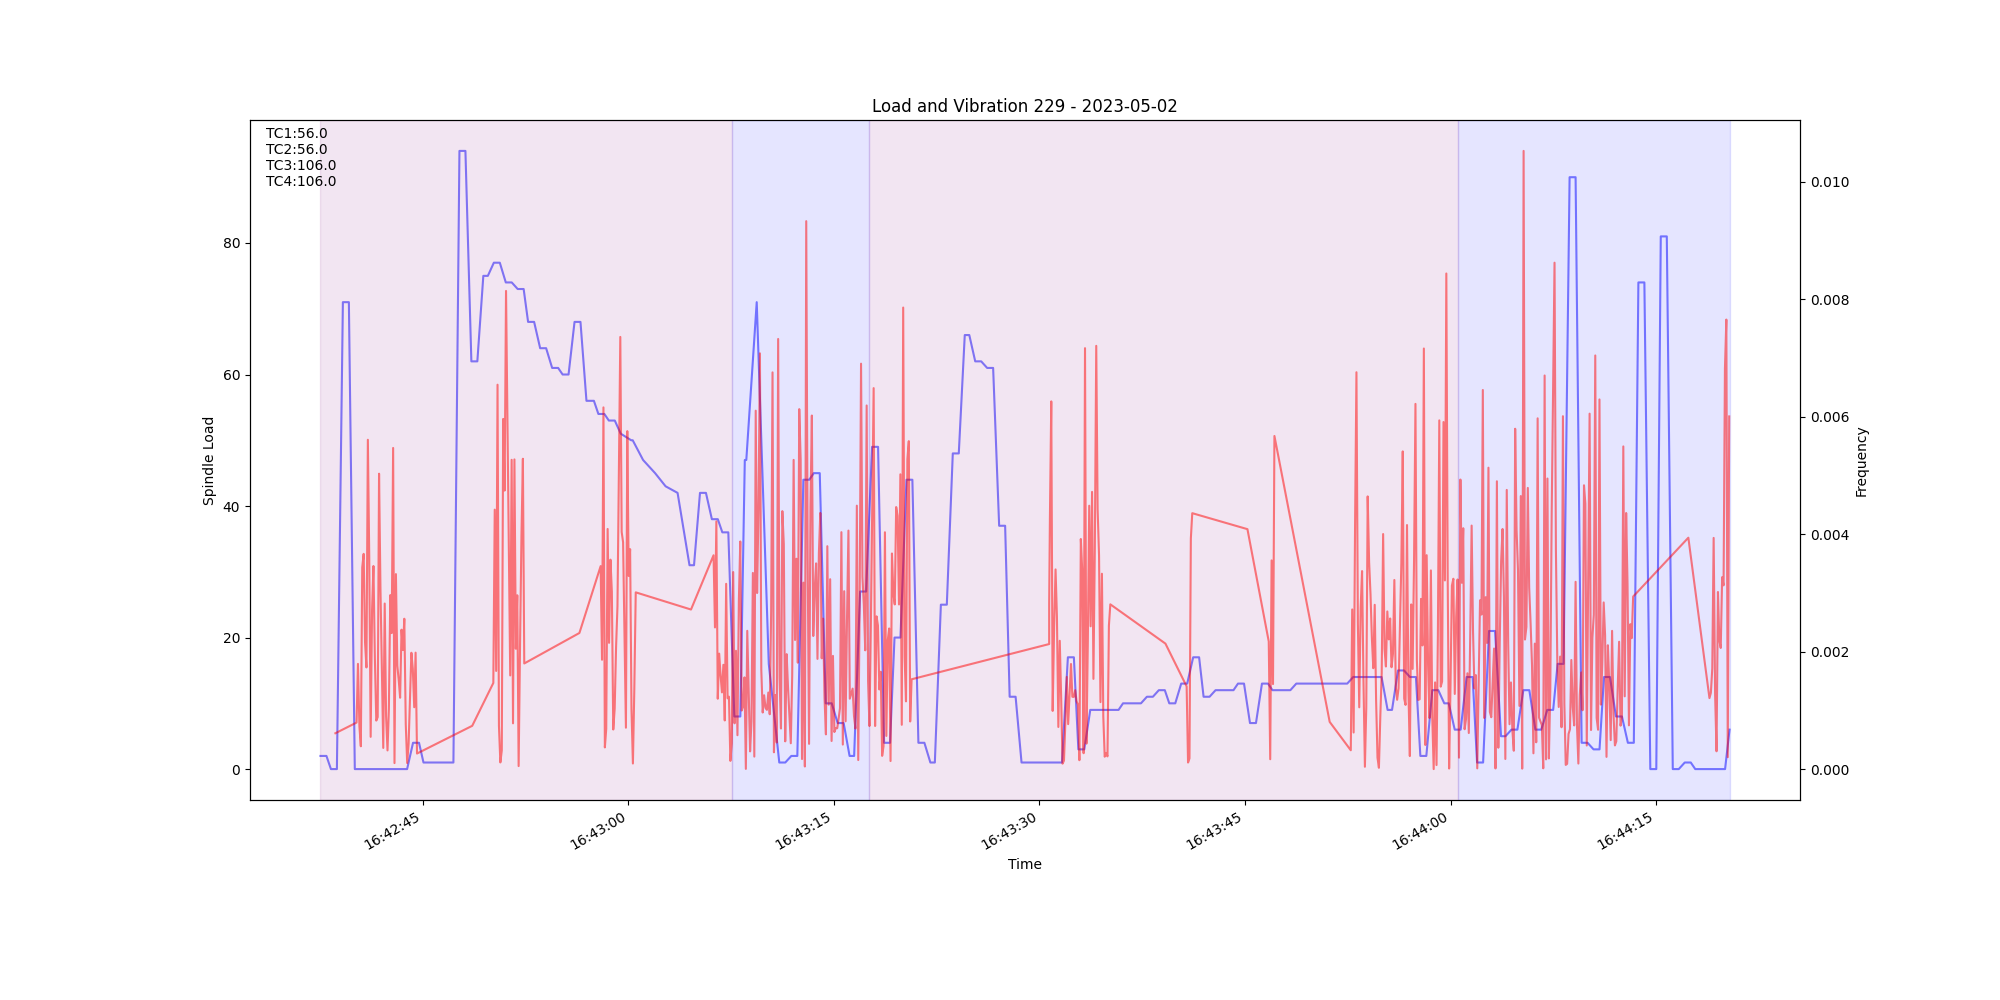 Load and Vibration 229 - 2023-05-02
TC1:56.0
TC2:56.0
TC3:106.0
TC4:106.0
80
60
40
20
0
Spindle Load
0.010
0.008
0.006
0.004
0.002
0.000
Frequency
16:42:45
16:43:00
16:43:15
16:43:30
16:43:45
16:44:00
16:44:15
Time